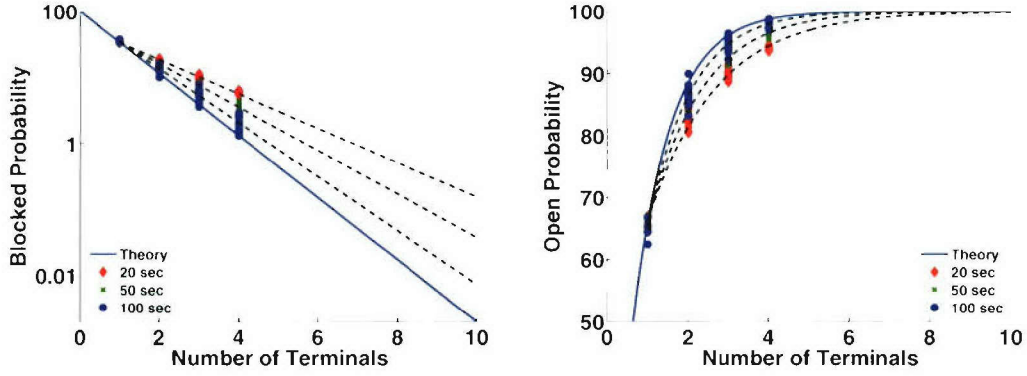 100
1
0.01
Blocked Probability
Theory
20 sec
50 sec
100 sec
0 2 4 6 8 10
Number of Terminals
100
90
80
70
60
50
Open Probability
Theory
20 sec
50 sec
100 sec
0 2 4 6 8 10
Number of Terminals